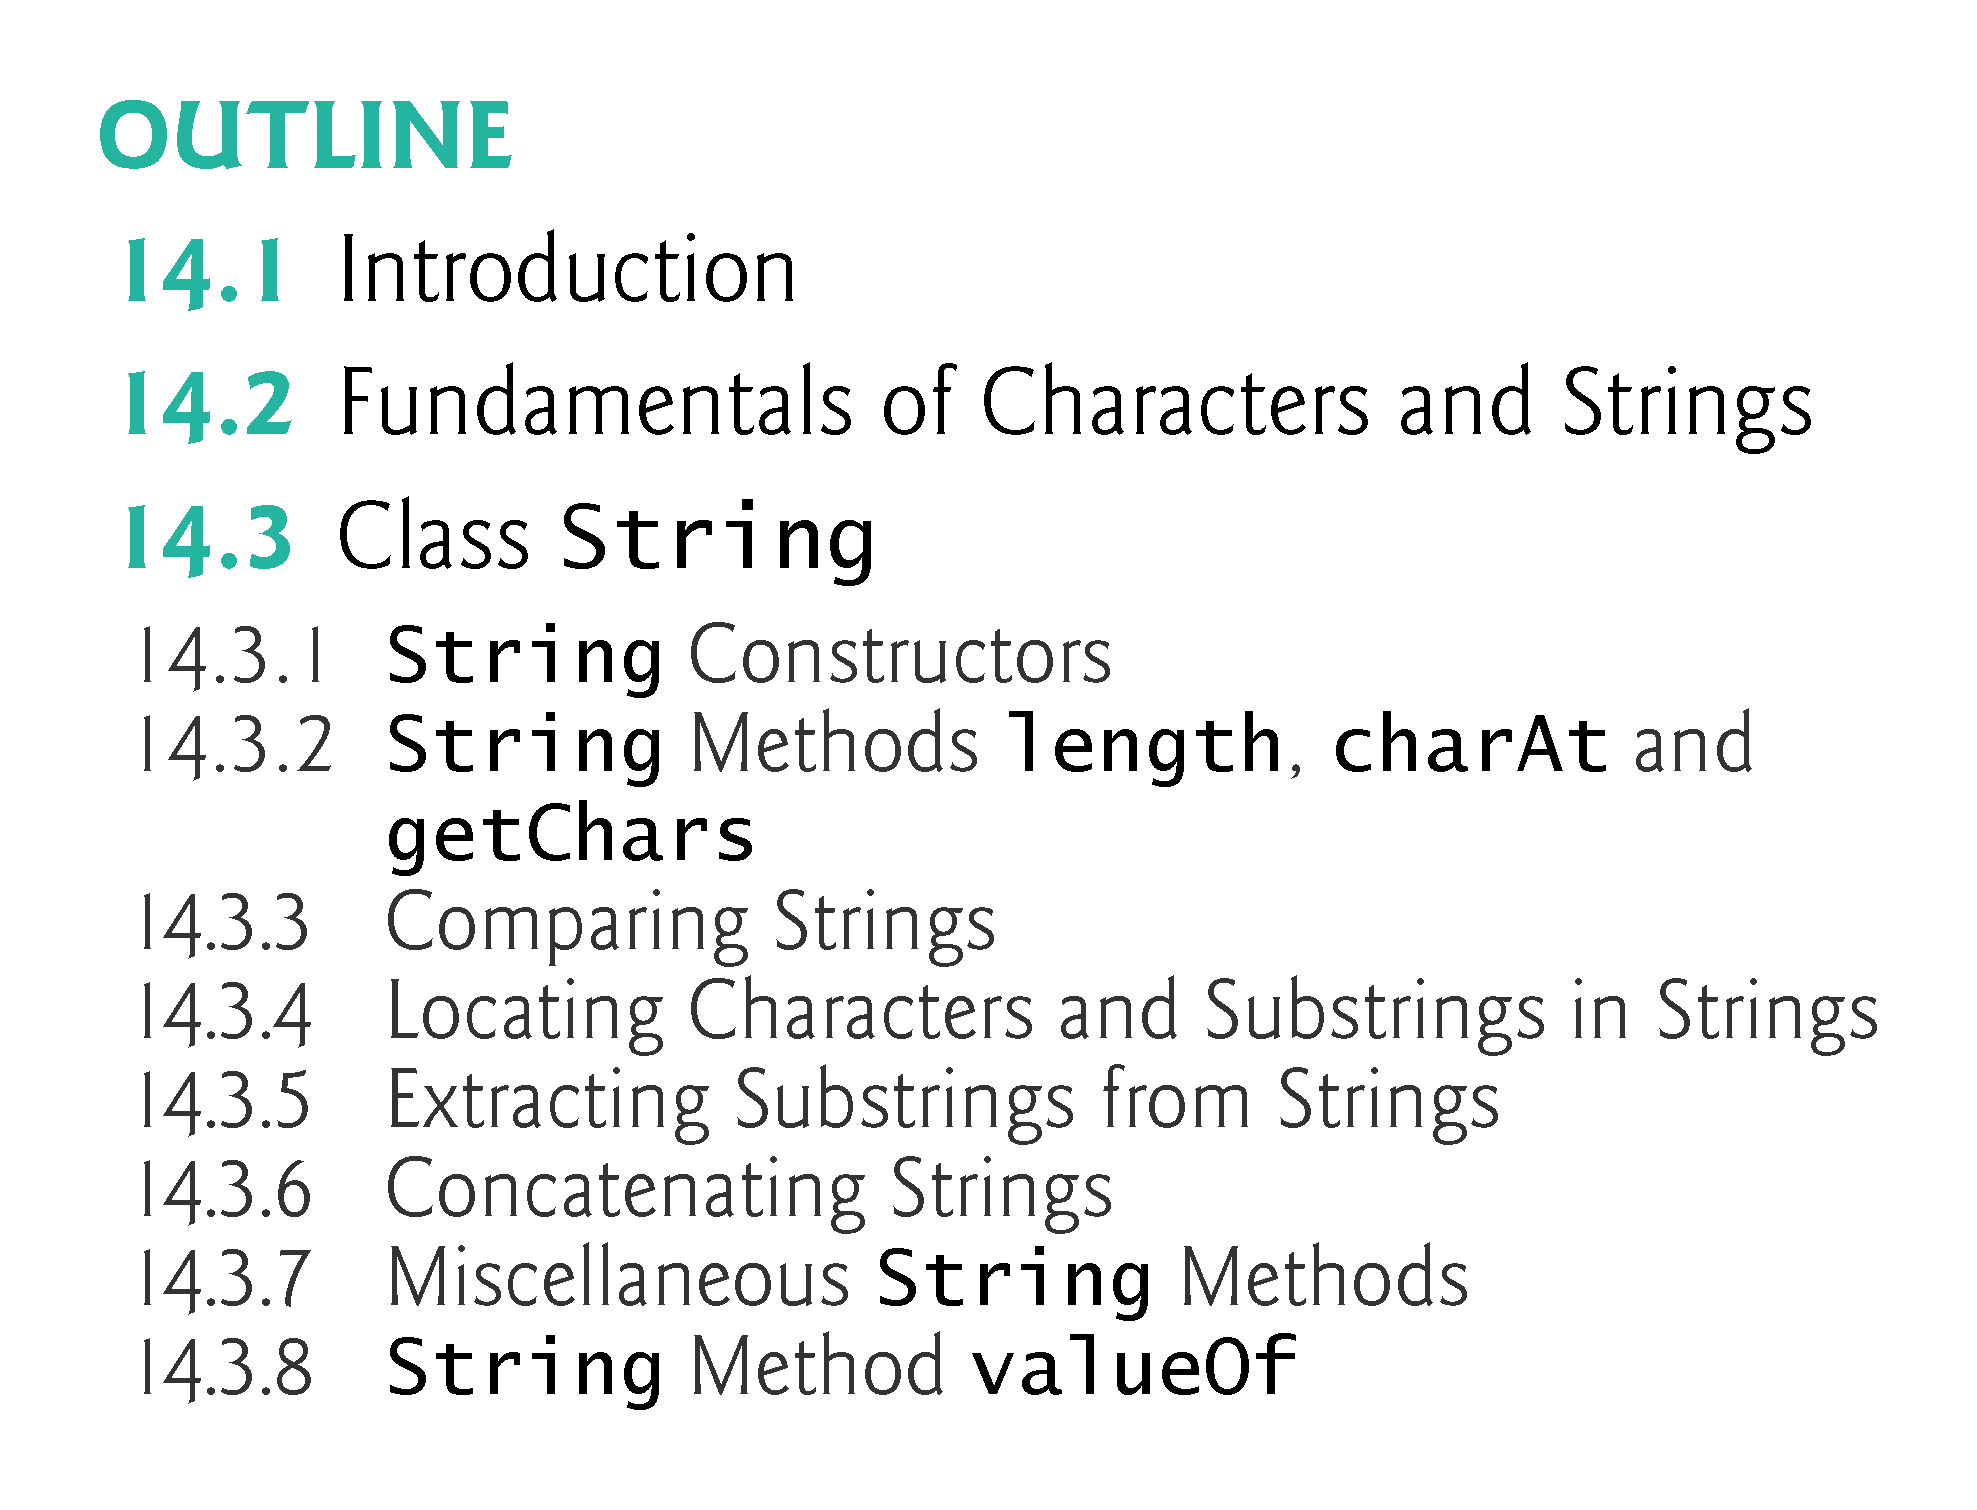 OUTLINE
14.1 Introduction
14.2 Fundamentals of Characters and Strings
14.3 Class String
14.3.1 String Constructors
14.3.2 String Methods length, charAt and
getChars
14.3.3 Comparing Strings
14.3.4 Locating Characters and Substrings in Strings
14.3.5 Extracting Substrings from Strings
14.3.6 Concatenating Strings
14.3.7 Miscellaneous String Methods
14.3.8 String Method valueOf